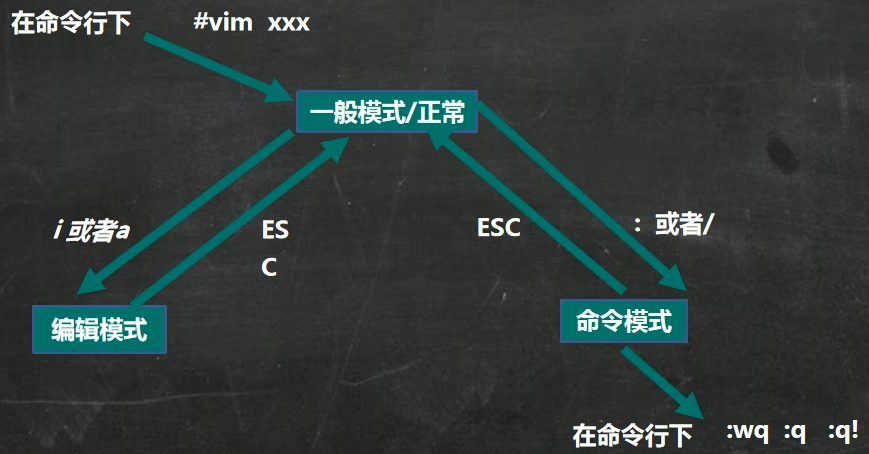 在命令行下 #vim xxx
一般模式/正常
i 或者a
ES
C
ESC
: 或者/
编辑模式
命令模式
在命令行下 :wq :q :q!